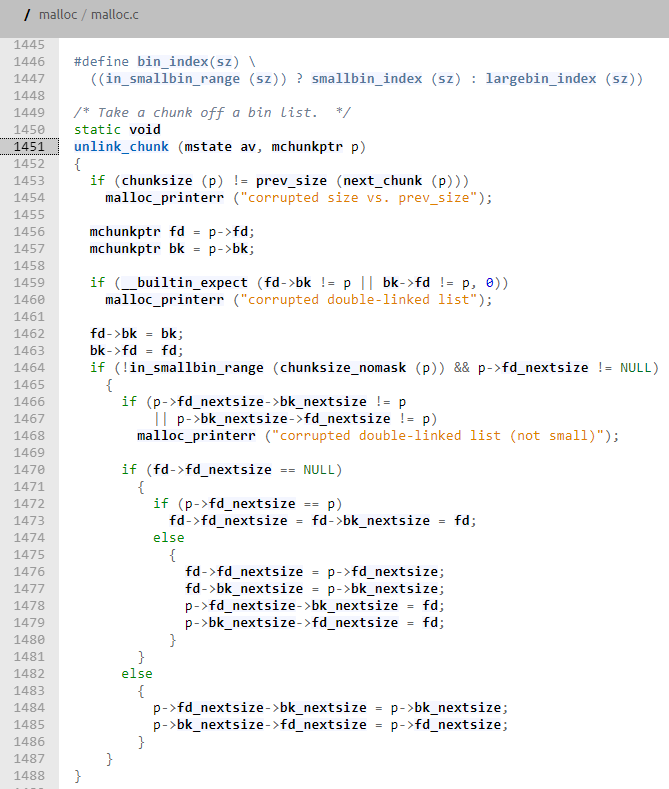 / malloc / malloc.c
1445
1446 #define bin_index(sz) \
1447 ((in_smallbin_range (sz)) ? smallbin_index (sz) : largebin_index (sz))
1448
1449 /* Take a chunk off a bin list.  */
1450 static void
1451 unlink_chunk (mstate av, mchunkptr p)
1452 {
1453   if (chunksize (p) != prev_size (next_chunk (p)))
1454     malloc_printerr ("corrupted size vs. prev_size");
1455
1456   mchunkptr fd = p->fd;
1457   mchunkptr bk = p->bk;
1458
1459   if (__builtin_expect (fd->bk != p || bk->fd != p, 0))
1460     malloc_printerr ("corrupted double-linked list");
1461
1462   fd->bk = bk;
1463   bk->fd = fd;
1464   if (!in_smallbin_range (chunksize_nomask (p)) && p->fd_nextsize != NULL)
1465     {
1466       if (p->fd_nextsize->bk_nextsize != p
1467           || p->bk_nextsize->fd_nextsize != p)
1468         malloc_printerr ("corrupted double-linked list (not small)");
1469
1470       if (fd->fd_nextsize == NULL)
1471         {
1472           if (p->fd_nextsize == p)
1473             fd->fd_nextsize = fd->bk_nextsize = fd;
1474           else
1475             {
1476               fd->fd_nextsize = p->fd_nextsize;
1477               fd->bk_nextsize = p->bk_nextsize;
1478               p->fd_nextsize->bk_nextsize = fd;
1479               p->bk_nextsize->fd_nextsize = fd;
1480             }
1481         }
1482       else
1483         {
1484           p->fd_nextsize->bk_nextsize = p->bk_nextsize;
1485           p->bk_nextsize->fd_nextsize = p->fd_nextsize;
1486         }
1487     }
1488 }